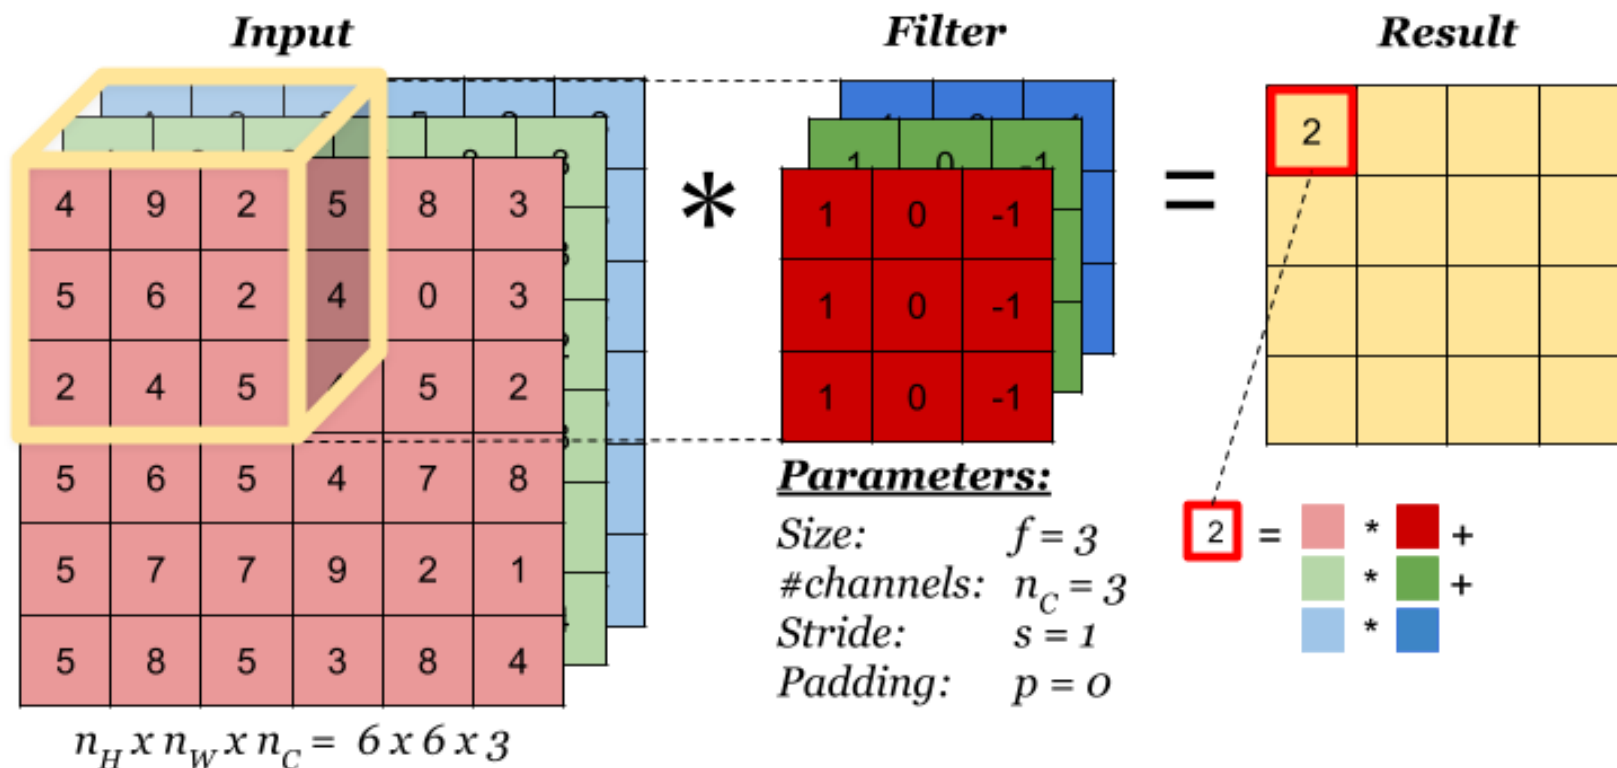 Input
Filter
Result
4 9 2 5 8 3
5 6 2 4 0 3
2 4 5 5 2
5 6 5 4 7 8
5 7 7 9 2 1
5 8 5 3 8 4
n_H x n_W x n_C = 6 x 6 x 3
*
1 0 -1
1 0 -1
1 0 -1
1 0 -1
=
2
Parameters:
Size: f = 3
#channels: n_C = 3
Stride: s = 1
Padding: p = 0
2 = * +
* +
*